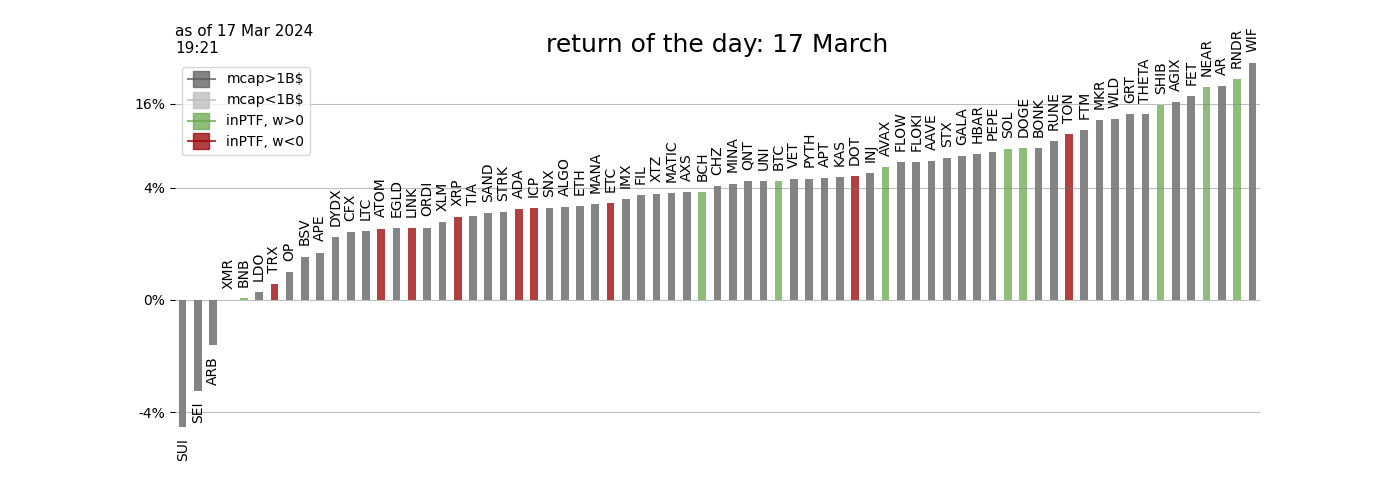 as of 17 Mar 2024
19:21
return of the day: 17 March
mcap>1B$
mcap<1B$
inPTF, w>0
inPTF, w<0
16%
4%
0%
-4%
SUI
SEI
ARB
XMR
BNB
LDO
TRX
OP
BSV
APE
DYDX
CFX
LTC
ATOM
EGLD
LINK
ORDI
XLM
XRP
TIA
SAND
STRK
ADA
ICP
SNX
ALGO
ETH
MANA
ETC
IMX
FIL
XTZ
MATIC
AXS
BCH
CHZ
MINA
QNT
UNI
BTC
VET
PYTH
APT
KAS
DOT
INJ
AVAX
FLOW
FLOKI
AAVE
STX
GALA
HBAR
PEPE
SOL
DOGE
BONK
RUNE
TON
FTM
MKR
WLD
GRT
THETA
SHIB
AGIX
FET
NEAR
AR
RNDR
WIF